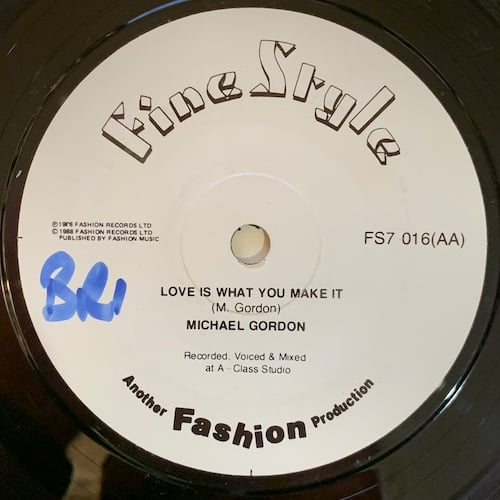 Fine Style
℗ 1988 FASHION RECORDS LTD
© 1988 FASHION RECORDS LTD
PUBLISHED BY FASHION MUSIC
FS7 016(AA)
BRI
LOVE IS WHAT YOU MAKE IT
(M. Gordon)
MICHAEL GORDON
Recorded, Voiced & Mixed
at A-Class Studio
Another Fashion Production